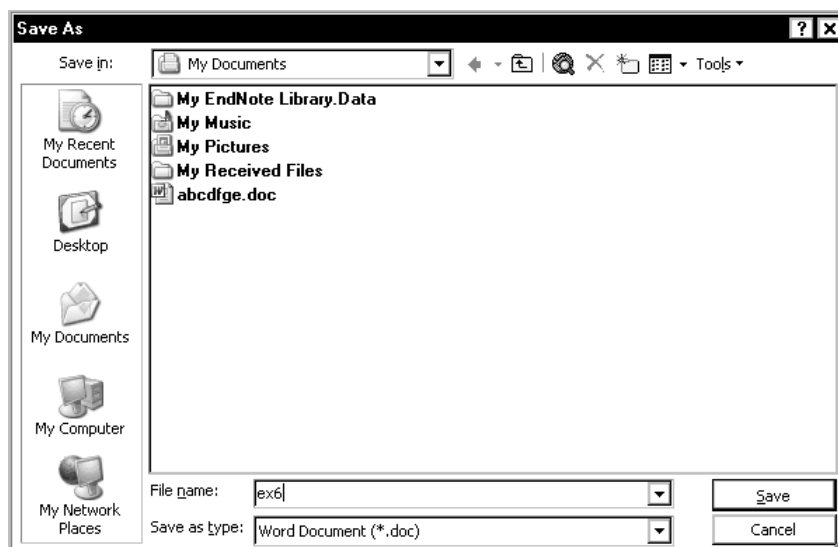 Save As
? X
Save in: My Documents Tools
My EndNote Library.Data
My Music
My Pictures
My Received Files
abcdfge.doc
My Recent
Documents
Desktop
My Documents
My Computer
My Network
Places
File name: ex6 Save
Save as type: Word Document (*.doc) Cancel